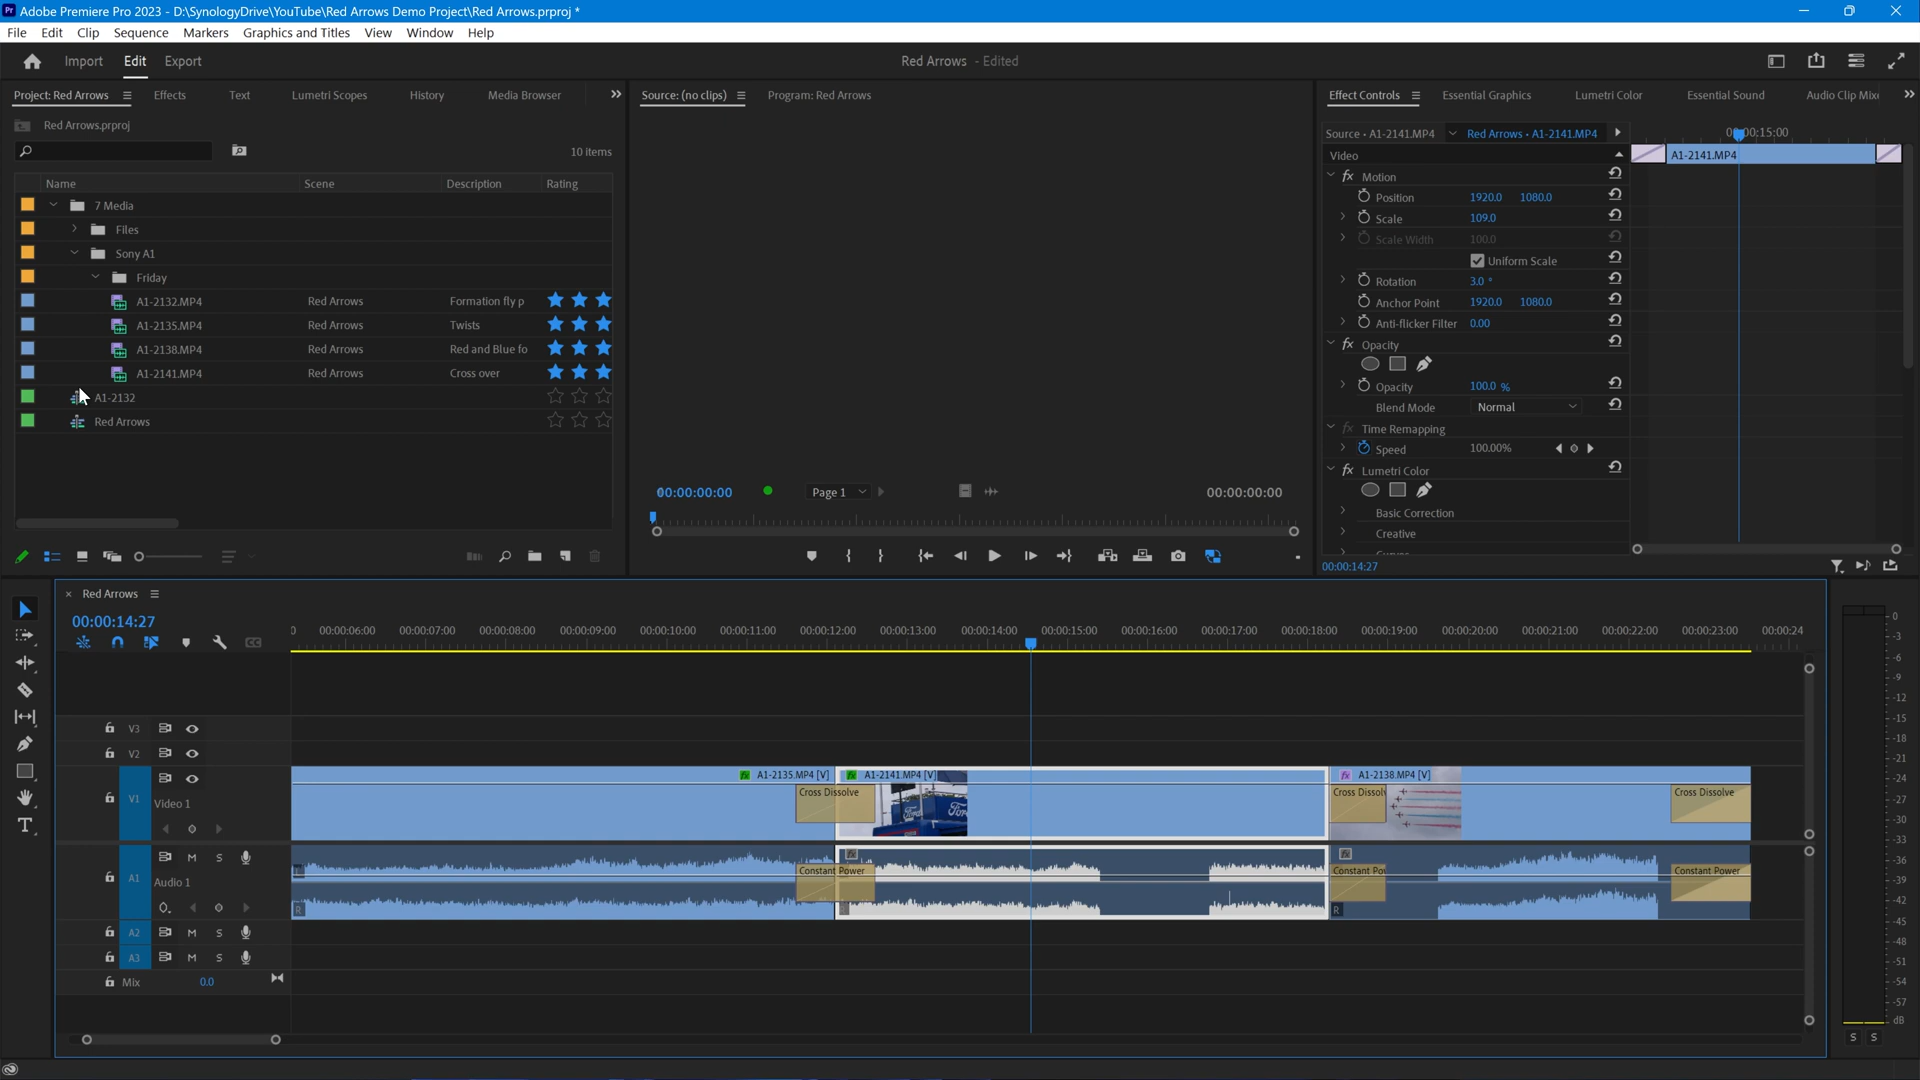 Adobe Premiere Pro 2023 - D:\SynologyDrive\YouTube\Red Arrows Demo Project\Red Arrows.prproj *
File Edit Clip Sequence Markers Graphics and Titles View Window Help
Import Edit Export
Red Arrows - Edited
Project: Red Arrows Effects Text Lumetri Scopes History Media Browser
Red Arrows.prproj
10 items
Name Scene Description Rating
7 Media
Files
Sony A1
Friday
A1-2132.MP4 Red Arrows Formation fly p
A1-2135.MP4 Red Arrows Twists
A1-2138.MP4 Red Arrows Red and Blue fo
A1-2141.MP4 Red Arrows Cross over
A1-2132
Red Arrows
Source: (no clips) Program: Red Arrows
00:00:00:00 Page 1 00:00:00:00
Effect Controls Essential Graphics Lumetri Color Essential Sound Audio Clip Mix
Source • A1-2141.MP4 Red Arrows • A1-2141.MP4 00:00:15:00
Video A1-2141.MP4
fx Motion
Position 1920.0 1080.0
Scale 109.0
Scale Width 100.0
Uniform Scale
Rotation 3.0 °
Anchor Point 1920.0 1080.0
Anti-flicker Filter 0.00
fx Opacity
Opacity 100.0 %
Blend Mode Normal
fx Time Remapping
Speed 100.00%
fx Lumetri Color
Basic Correction
Creative
00:00:14:27
Red Arrows
00:00:14:27
00:00:06:00 00:00:07:00 00:00:08:00 00:00:09:00 00:00:10:00 00:00:11:00 00:00:12:00 00:00:13:00 00:00:14:00 00:00:15:00 00:00:16:00 00:00:17:00 00:00:18:00 00:00:19:00 00:00:20:00 00:00:21:00 00:00:22:00 00:00:23:00 00:00:24
V3
V2
V1
Video 1
fx A1-2135.MP4 [V] fx A1-2141.MP4 [V] fx A1-2138.MP4 [V]
Cross Dissolve Cross Dissolv Cross Dissolve
Ford
A1 M S
Audio 1
Constant Power Constant Pow Constant Power
L
R R
A2 M S
A3 M S
Mix 0.0
0
-3
-6
-9
-12
-15
-18
-21
-24
-27
-30
-33
-36
-39
-42
-45
-48
-51
-54
-57
dB
S S